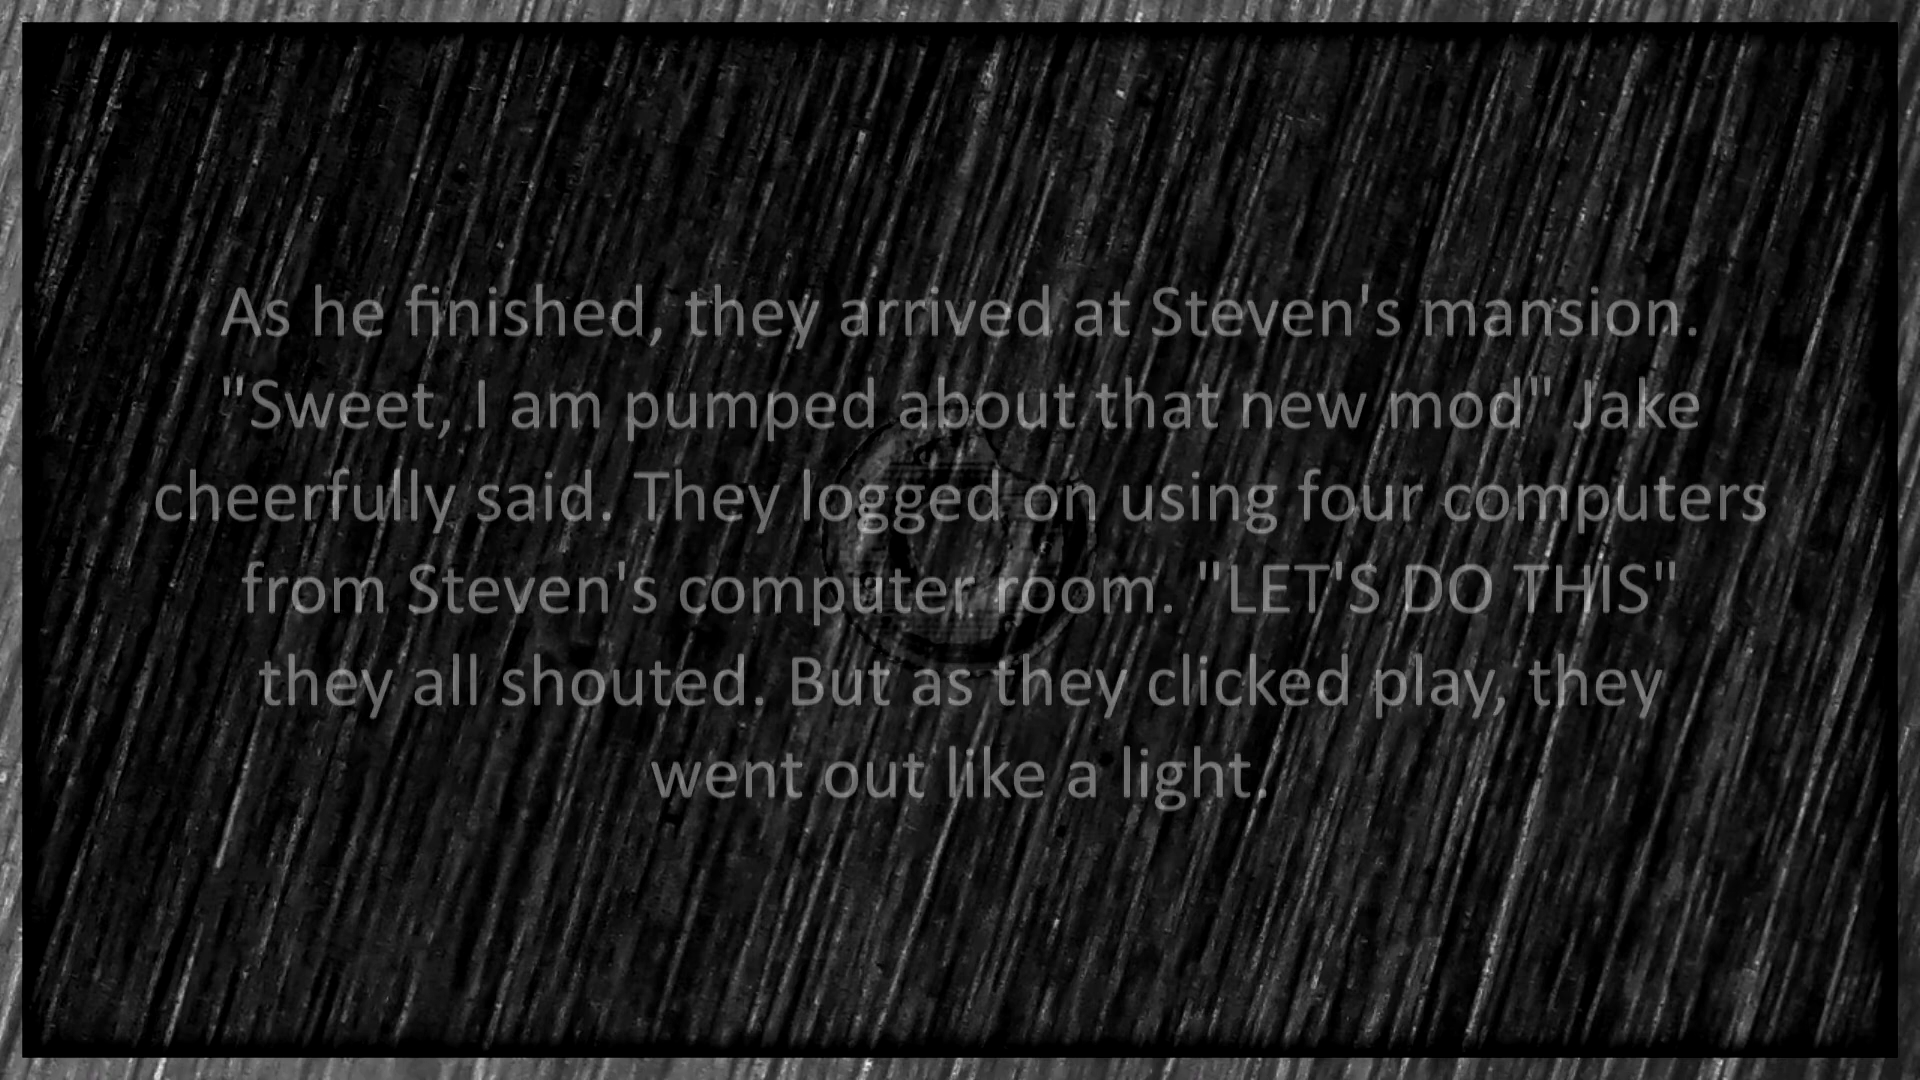 As he finished, they arrived at Steven's mansion.
"Sweet, I am pumped about that new mod" Jake
cheerfully said. They logged on using four computers
from Steven's computer room. "LET'S DO THIS"
they all shouted. But as they clicked play, they
went out like a light.